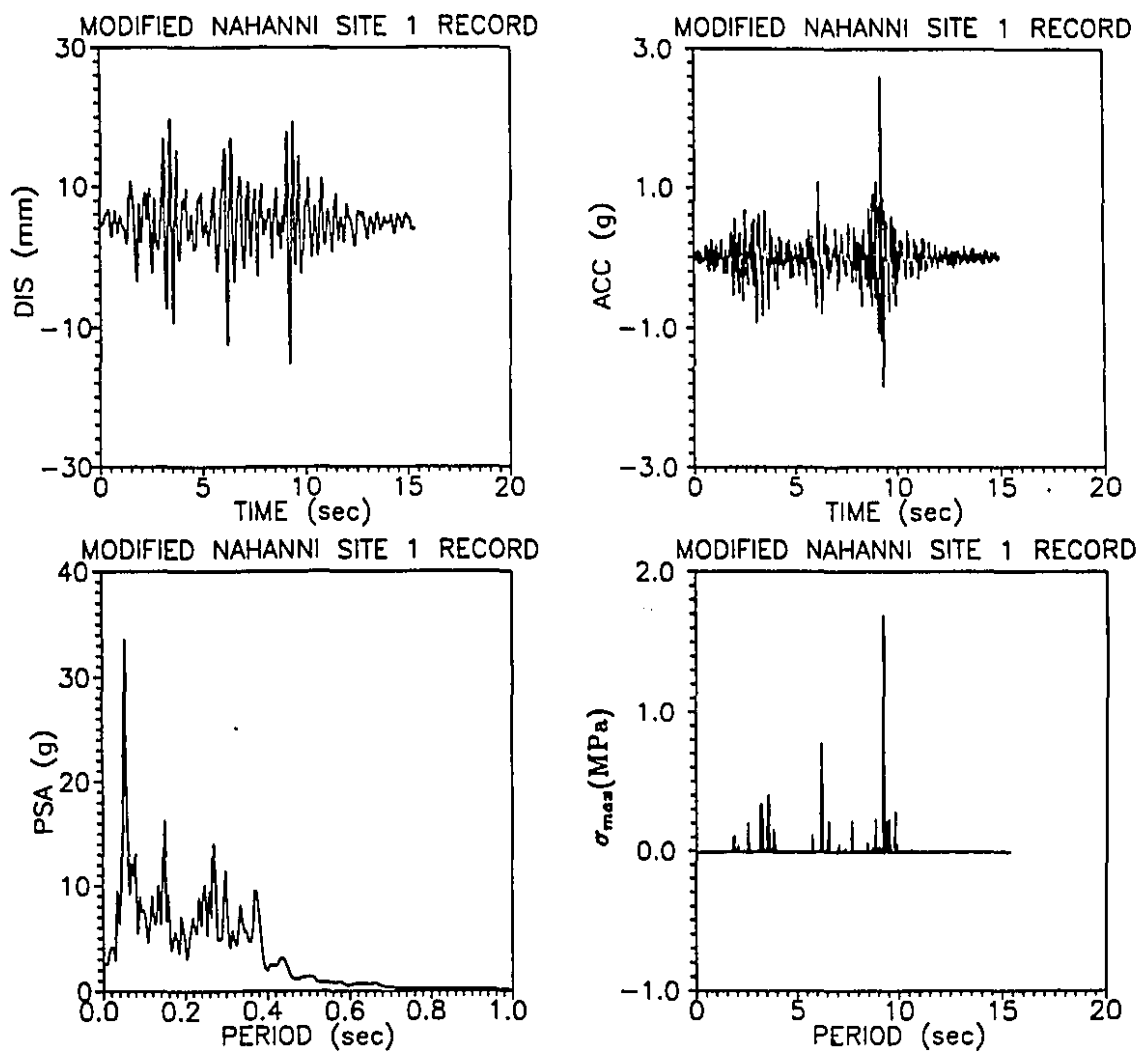 MODIFIED NAHANNI SITE 1 RECORD
30
10
−10
−30
DIS (mm)
0 5 10 15 20
TIME (sec)
MODIFIED NAHANNI SITE 1 RECORD
3.0
1.0
−1.0
−3.0
ACC (g)
0 5 10 15 20
TIME (sec)
MODIFIED NAHANNI SITE 1 RECORD
40
30
20
10
0
PSA (g)
0.0 0.2 0.4 0.6 0.8 1.0
PERIOD (sec)
MODIFIED NAHANNI SITE 1 RECORD
2.0
1.0
0.0
−1.0
σmax(MPa)
0 5 10 15 20
PERIOD (sec)